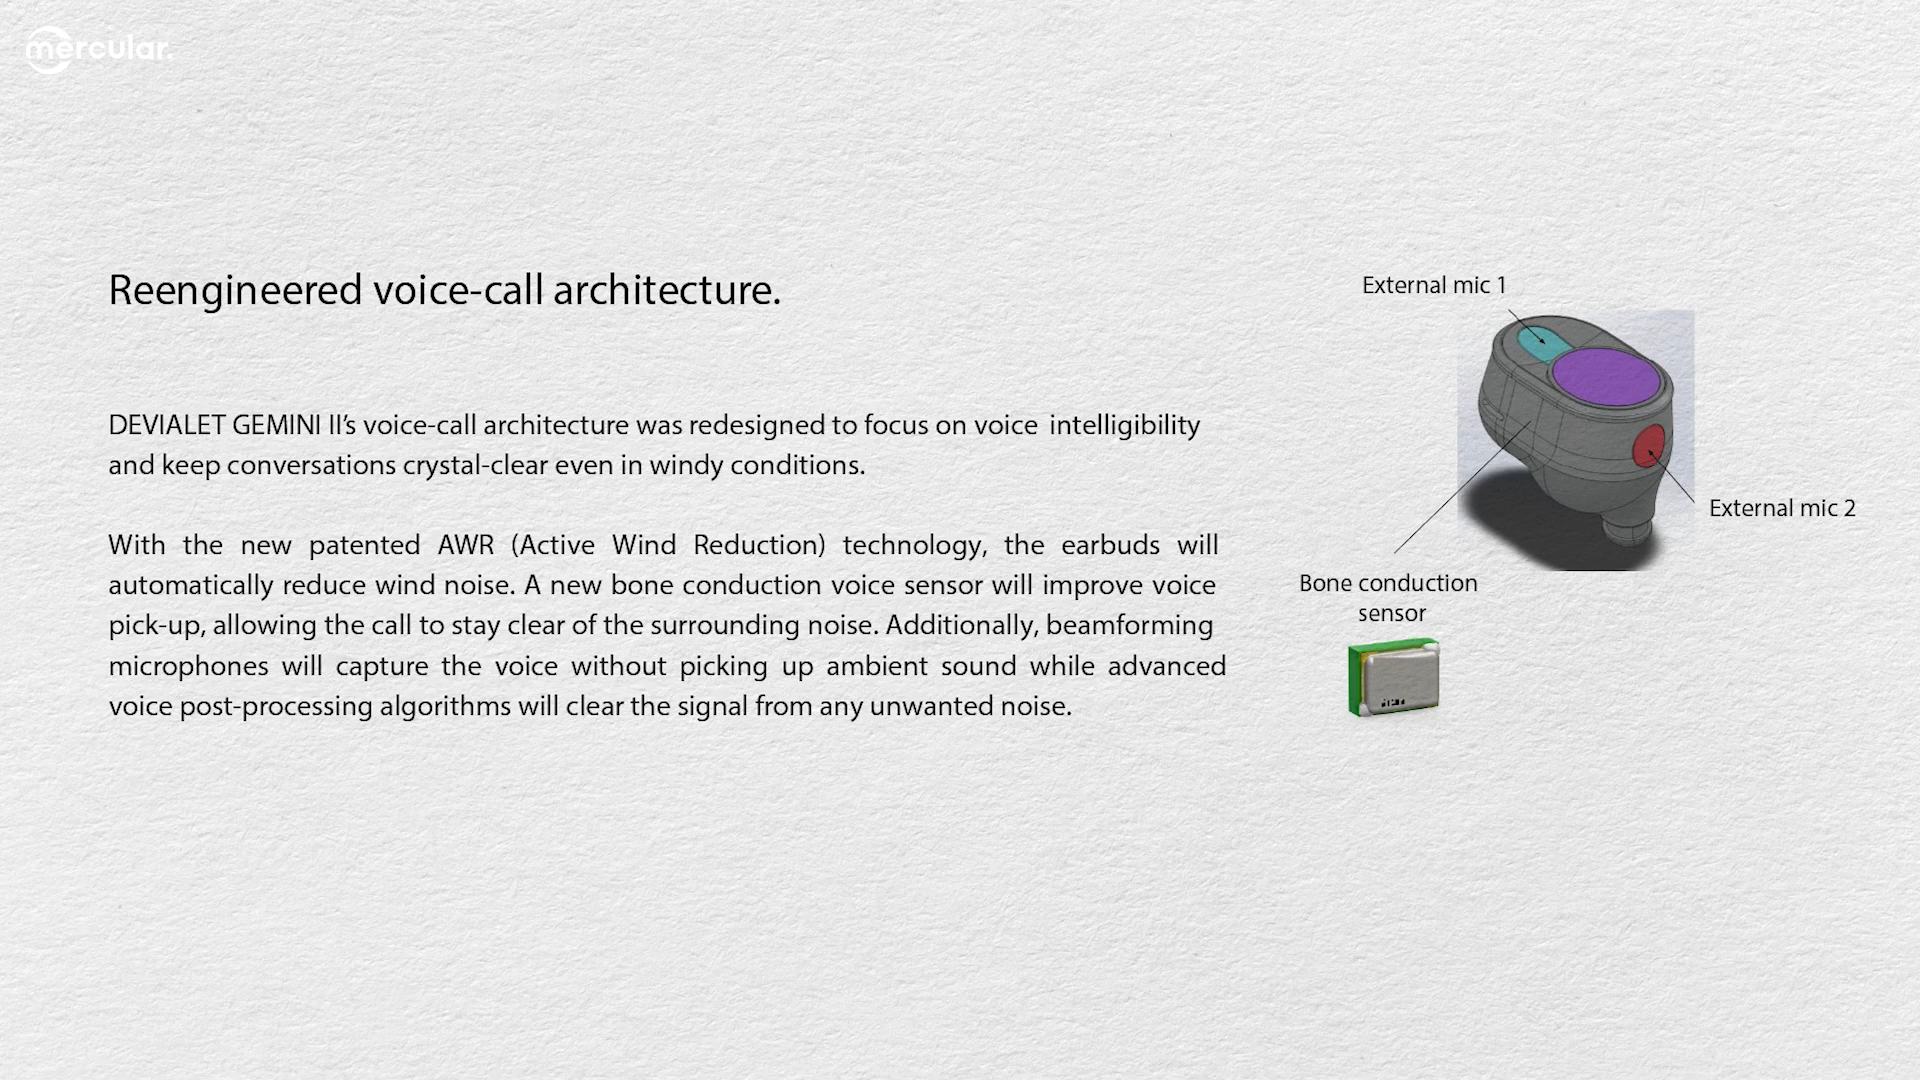 mercular.
Reengineered voice-call architecture.
DEVIALET GEMINI II’s voice-call architecture was redesigned to focus on voice intelligibility
and keep conversations crystal-clear even in windy conditions.
With the new patented AWR (Active Wind Reduction) technology, the earbuds will
automatically reduce wind noise. A new bone conduction voice sensor will improve voice
pick-up, allowing the call to stay clear of the surrounding noise. Additionally, beamforming
microphones will capture the voice without picking up ambient sound while advanced
voice post-processing algorithms will clear the signal from any unwanted noise.
External mic 1
External mic 2
Bone conduction
sensor